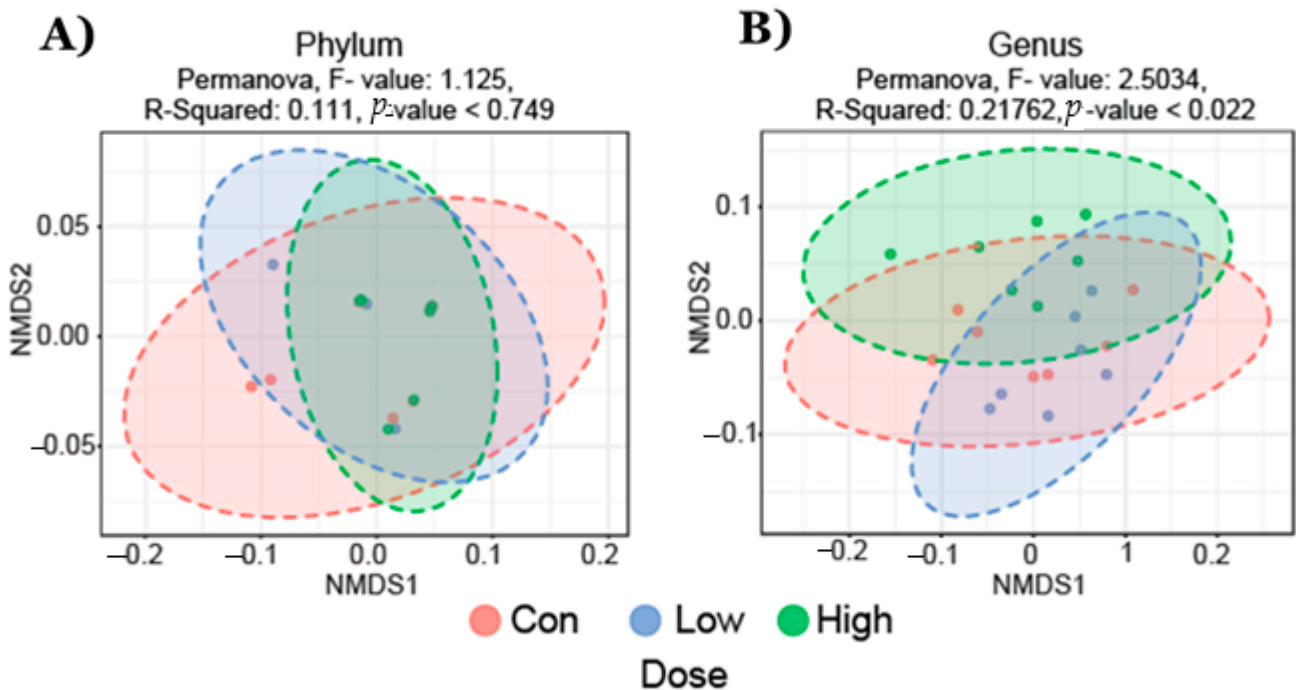 A)
Phylum
Permanova, F- value: 1.125,
R-Squared: 0.111, p-value < 0.749
NMDS2
0.05
0.00
–0.05
–0.2
–0.1
0.0
0.1
0.2
NMDS1
B)
Genus
Permanova, F- value: 2.5034,
R-Squared: 0.21762, p -value < 0.022
NMDS2
0.1
0.0
–0.1
–0.2
–0.1
0
1
0.2
NMDS1
Con
Low
High
Dose